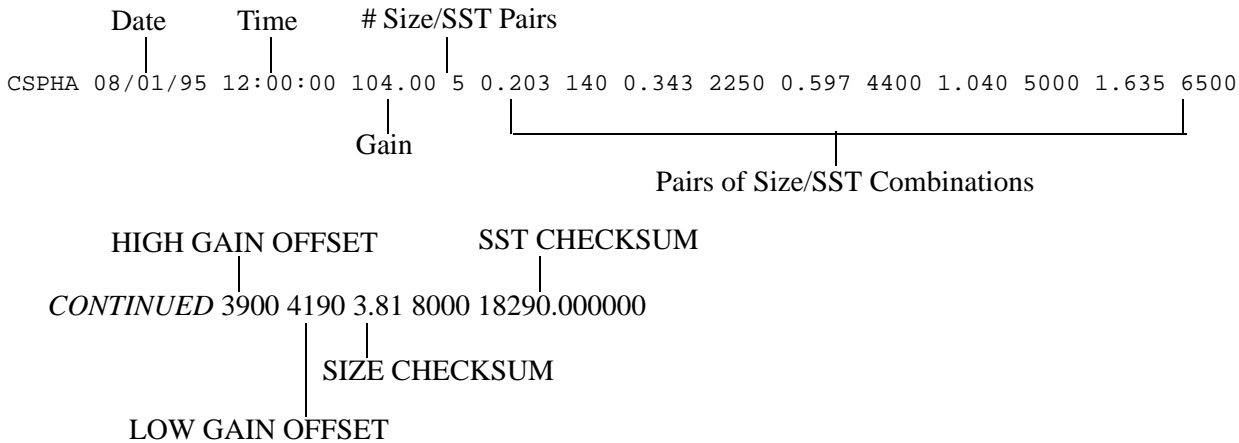 Date Time # Size/SST Pairs
CSPHA 08/01/95 12:00:00 104.00 5 0.203 140 0.343 2250 0.597 4400 1.040 5000 1.635 6500
Gain
Pairs of Size/SST Combinations
HIGH GAIN OFFSET SST CHECKSUM
CONTINUED 3900 4190 3.81 8000 18290.000000
SIZE CHECKSUM
LOW GAIN OFFSET